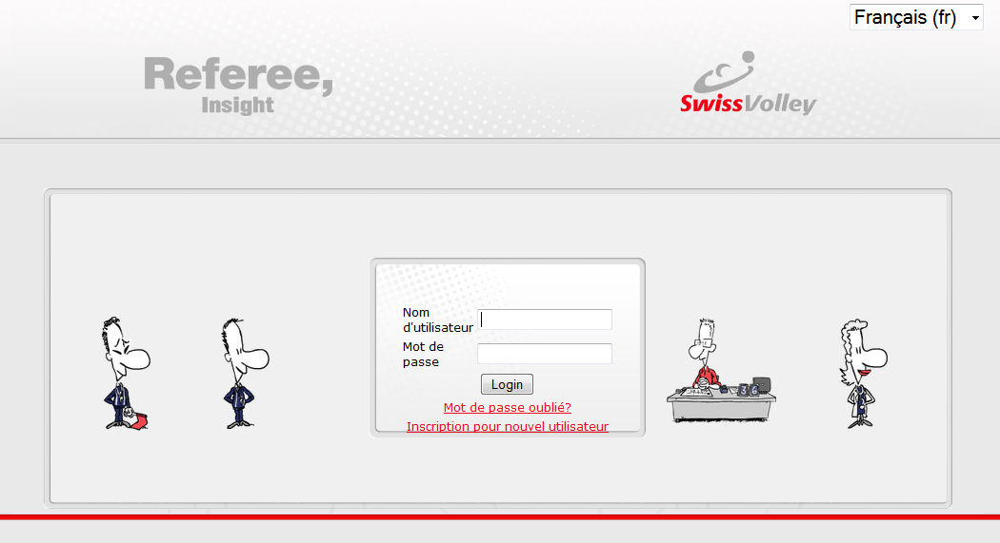 Français (fr)
Referee,
Insight
SwissVolley
Nom
d'utilisateur
Mot de
passe
Login
Mot de passe oublié?
Inscription pour nouvel utilisateur
36